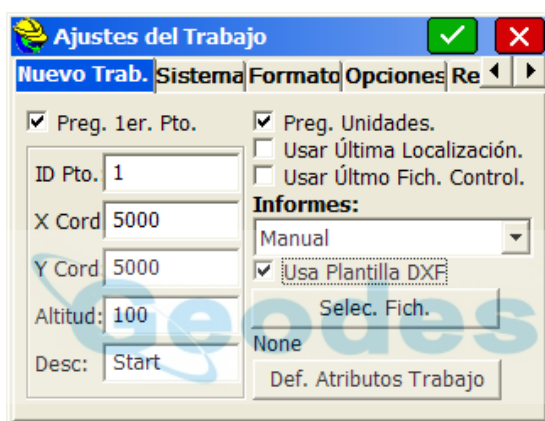 Ajustes del Trabajo
Nuevo Trab. Sistema Formato Opciones Re
Preg. 1er. Pto.
ID Pto.: 1
X Cord 5000
Y Cord 5000
Altitud: 100
Desc: Start
Preg. Unidades.
Usar Última Localización.
Usar Últmo Fich. Control.
Informes:
Manual
Usa Plantilla DXF
Selec. Fich.
None
Def. Atributos Trabajo
Geodes